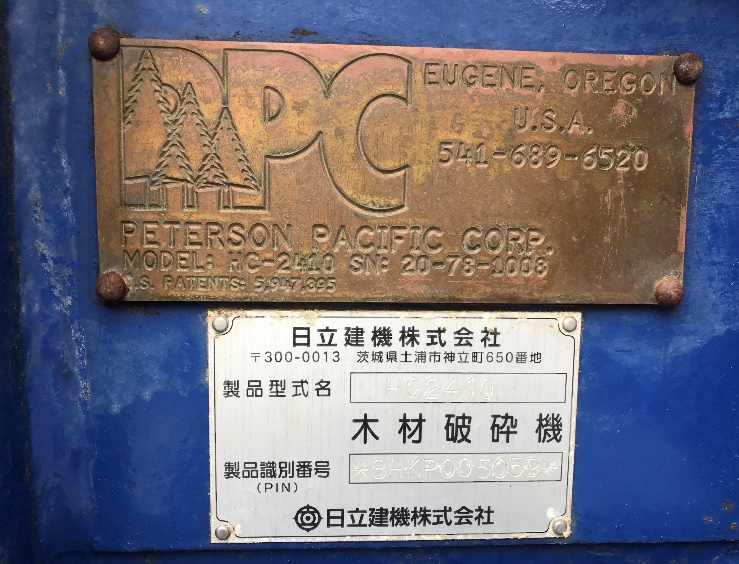 PPC
EUGENE, OREGON
U.S.A.
541-689-6520
PETERSON PACIFIC CORP.
MODEL: HC-2410 SN: 20-78-1008
U.S. PATENTS: 5,947,395
日立建機株式会社
〒300-0013 茨城県土浦市神立町650番地
製品型式名 HC2410
木材破砕機
製品識別番号
(PIN)
日立建機株式会社